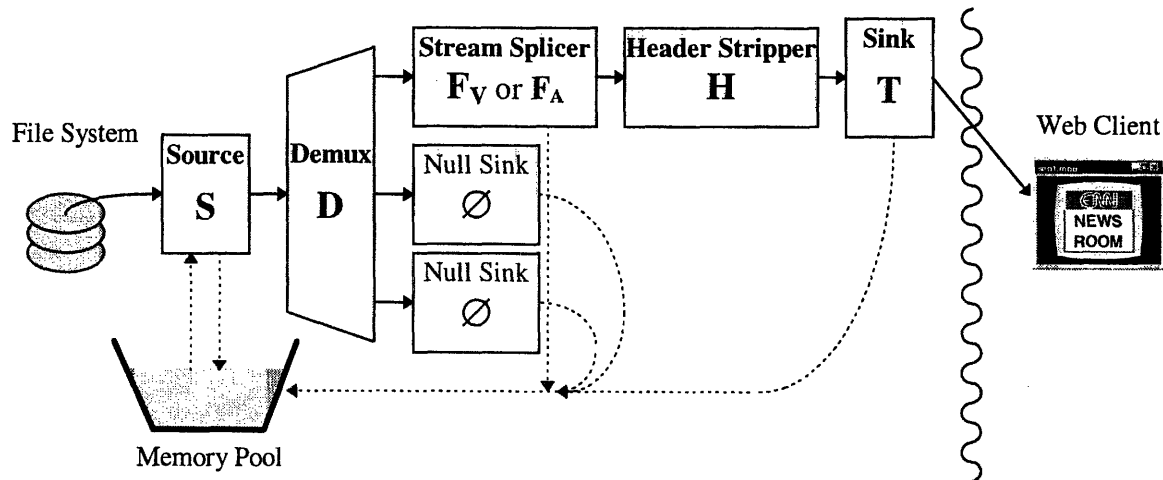 Stream Splicer
F_V or F_A
Header Stripper
H
Sink
T
File System
Source
S
Demux
D
Null Sink
∅
Null Sink
∅
Web Client
CNN
NEWS
ROOM
Memory Pool